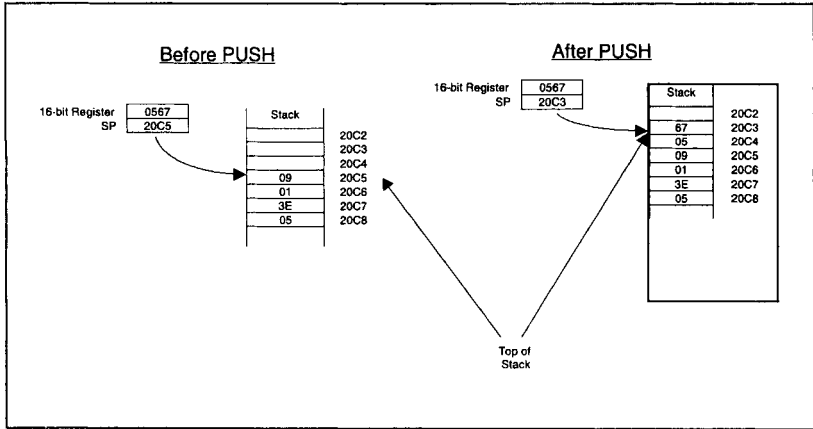 Before PUSH
16-bit Register 0567
SP 20C5
Stack
20C2
20C3
20C4
09 20C5
01 20C6
3E 20C7
05 20C8
After PUSH
16-bit Register 0567
SP 20C3
Stack
20C2
67 20C3
05 20C4
09 20C5
01 20C6
3E 20C7
05 20C8
Top of
Stack